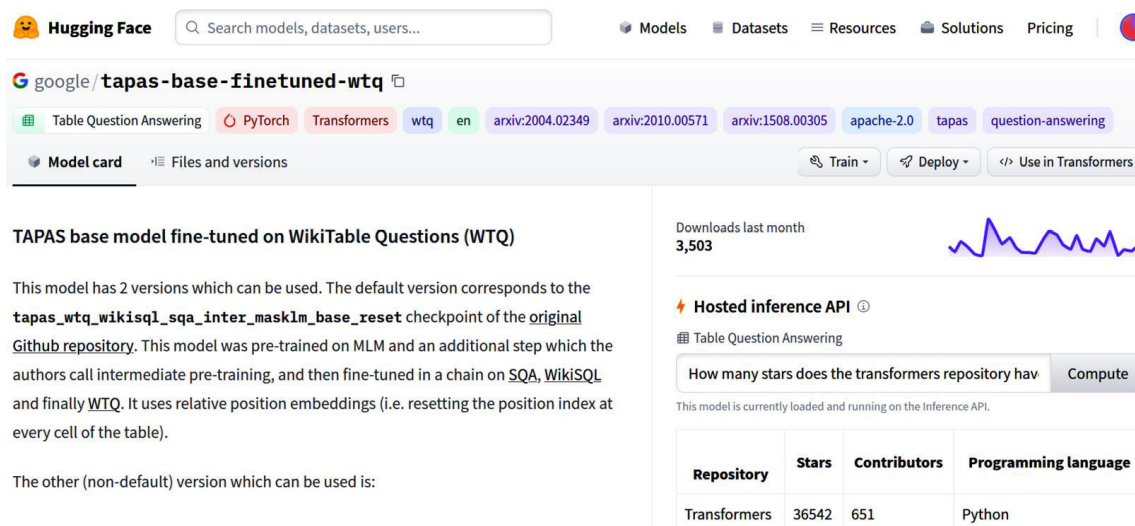 Hugging Face
Search models, datasets, users...
Models
Datasets
Resources
Solutions
Pricing
google/tapas-base-finetuned-wtq
Table Question Answering
PyTorch
Transformers
wtq
en
arxiv:2004.02349
arxiv:2010.00571
arxiv:1508.00305
apache-2.0
tapas
question-answering
Model card
Files and versions
Train
Deploy
</> Use in Transformers
TAPAS base model fine-tuned on WikiTable Questions (WTQ)
This model has 2 versions which can be used. The default version corresponds to the
tapas_wtq_wikisql_sqa_inter_masklm_base_reset checkpoint of the original
Github repository. This model was pre-trained on MLM and an additional step which the
authors call intermediate pre-training, and then fine-tuned in a chain on SQA, WikiSQL
and finally WTQ. It uses relative position embeddings (i.e. resetting the position index at
every cell of the table).
The other (non-default) version which can be used is:
Downloads last month
3,503
Hosted inference API
Table Question Answering
How many stars does the transformers repository hav
Compute
This model is currently loaded and running on the Inference API.
Repository Stars Contributors Programming language
Transformers 36542 651 Python